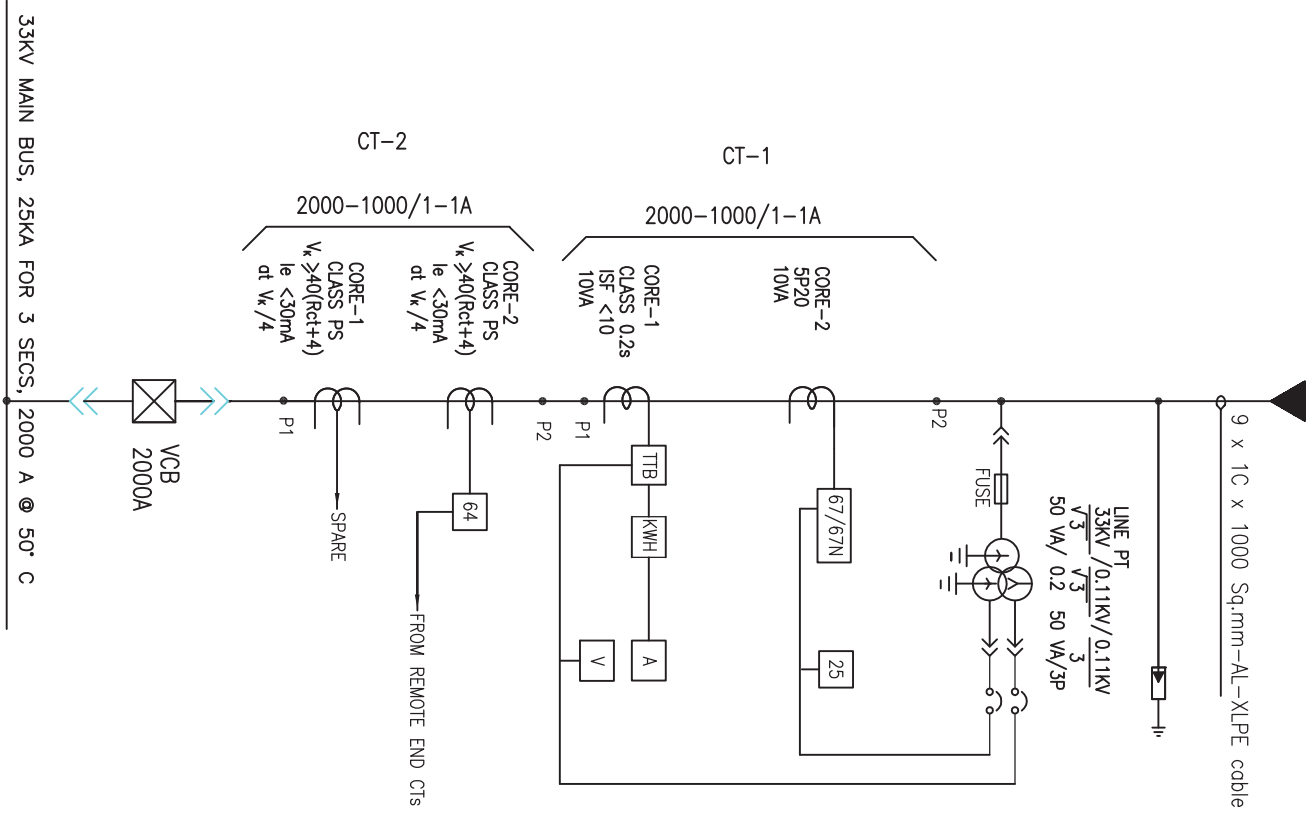 33KV MAIN BUS, 25KA FOR 3 SECS, 2000 A @ 50° C
VCB
2000A
CT-2
2000-1000/1-1A
CORE-1
CLASS PS
VK >40(Rct+4)
Ie <30mA
at VK/4
CORE-2
CLASS PS
VK >40(Rct+4)
Ie <30mA
at VK/4
P1
SPARE
64
FROM REMOTE END CTs
P2
CT-1
2000-1000/1-1A
CORE-1
CLASS 0.2s
ISF <10
10VA
CORE-2
5P20
10VA
P1
TTB
KWH
A
V
67/67N
25
P2
FUSE
LINE PT
33KV/0.11KV/0.11KV
√3 √3 3
50 VA/ 0.2 50 VA/3P
9 x 1C x 1000 Sq.mm-AL-XLPE cable